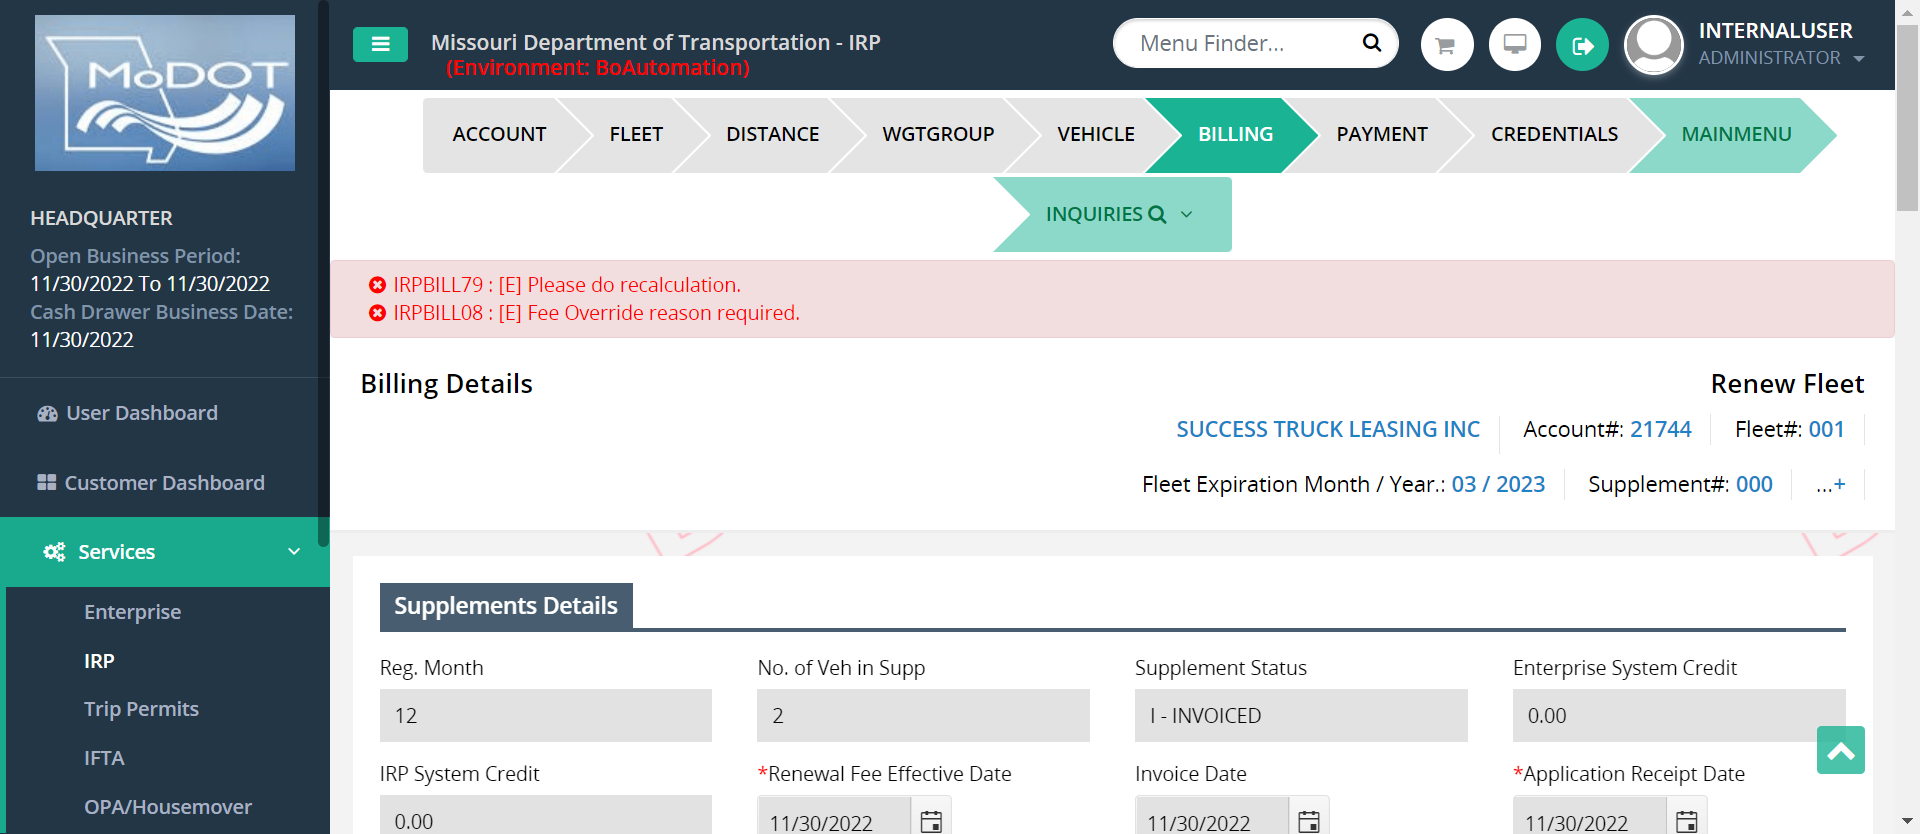 MoDOT
Missouri Department of Transportation - IRP
(Environment: BoAutomation)
Menu Finder...
INTERNALUSER
ADMINISTRATOR
HEADQUARTER
Open Business Period:
11/30/2022 To 11/30/2022
Cash Drawer Business Date:
11/30/2022
User Dashboard
Customer Dashboard
Services
Enterprise
IRP
Trip Permits
IFTA
OPA/Housemover
ACCOUNT FLEET DISTANCE WGTGROUP VEHICLE BILLING PAYMENT CREDENTIALS MAINMENU
INQUIRIES
IRPBILL79 : [E] Please do recalculation.
IRPBILL08 : [E] Fee Override reason required.
Billing Details
Renew Fleet
SUCCESS TRUCK LEASING INC Account#: 21744 Fleet#: 001
Fleet Expiration Month / Year.: 03 / 2023 Supplement#: 000 ...+
Supplements Details
Reg. Month No. of Veh in Supp Supplement Status Enterprise System Credit
12 2 I - INVOICED 0.00
IRP System Credit *Renewal Fee Effective Date Invoice Date *Application Receipt Date
0.00 11/30/2022 11/30/2022 11/30/2022